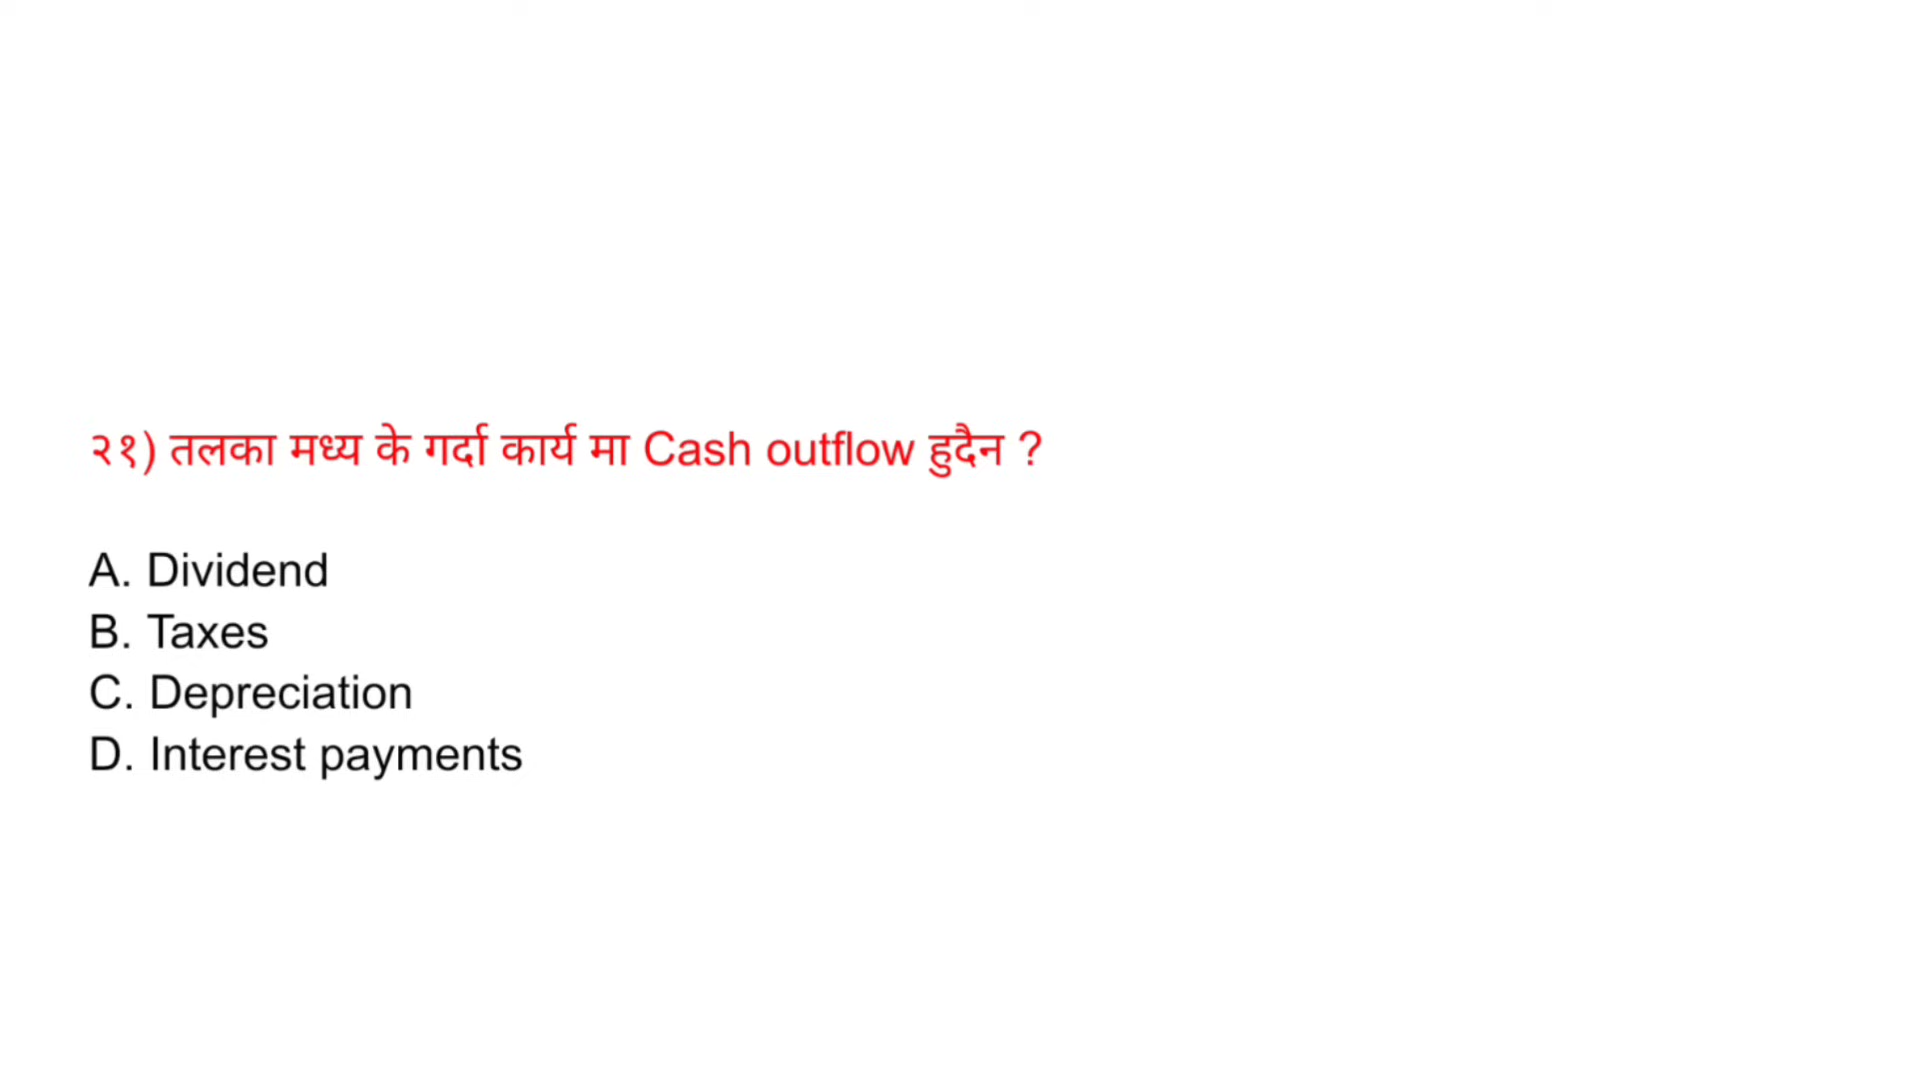 २१) तलका मध्य के गर्दा कार्य मा Cash outflow हुदैन ?
A. Dividend
B. Taxes
C. Depreciation
D. Interest payments